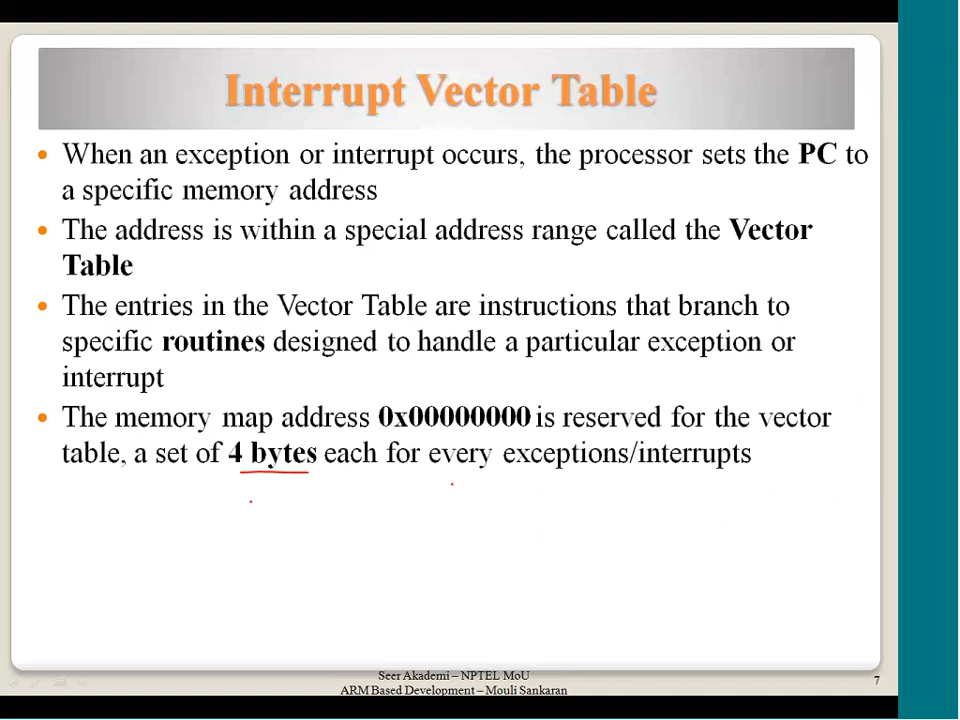 Interrupt Vector Table
• When an exception or interrupt occurs, the processor sets the PC to
a specific memory address
• The address is within a special address range called the Vector
Table
• The entries in the Vector Table are instructions that branch to
specific routines designed to handle a particular exception or
interrupt
• The memory map address 0x00000000 is reserved for the vector
table, a set of 4 bytes each for every exceptions/interrupts
Seer Akademi – NPTEL MoU
ARM Based Development – Mouli Sankaran
7